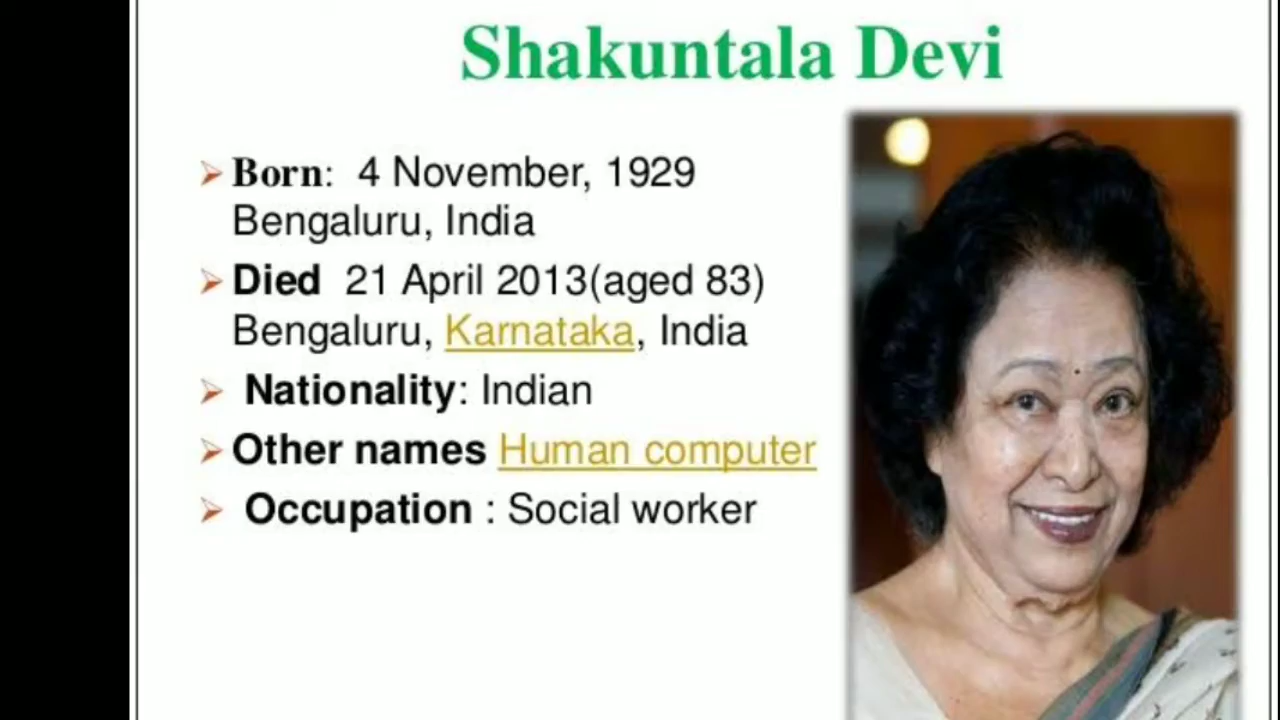 Shakuntala Devi
➢ Born: 4 November, 1929
Bengaluru, India
➢ Died 21 April 2013(aged 83)
Bengaluru, Karnataka, India
➢ Nationality: Indian
➢ Other names Human computer
➢ Occupation : Social worker